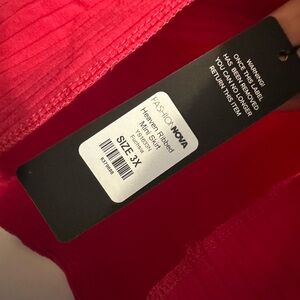 WARNING!
ONCE THIS LABEL
HAS BEEN REMOVED
YOU CAN NO LONGER
RETURN THIS ITEM
FASHIONNOVA
Heaven Ribbed
Mini Skirt
Fuchsia
SIZE 3X